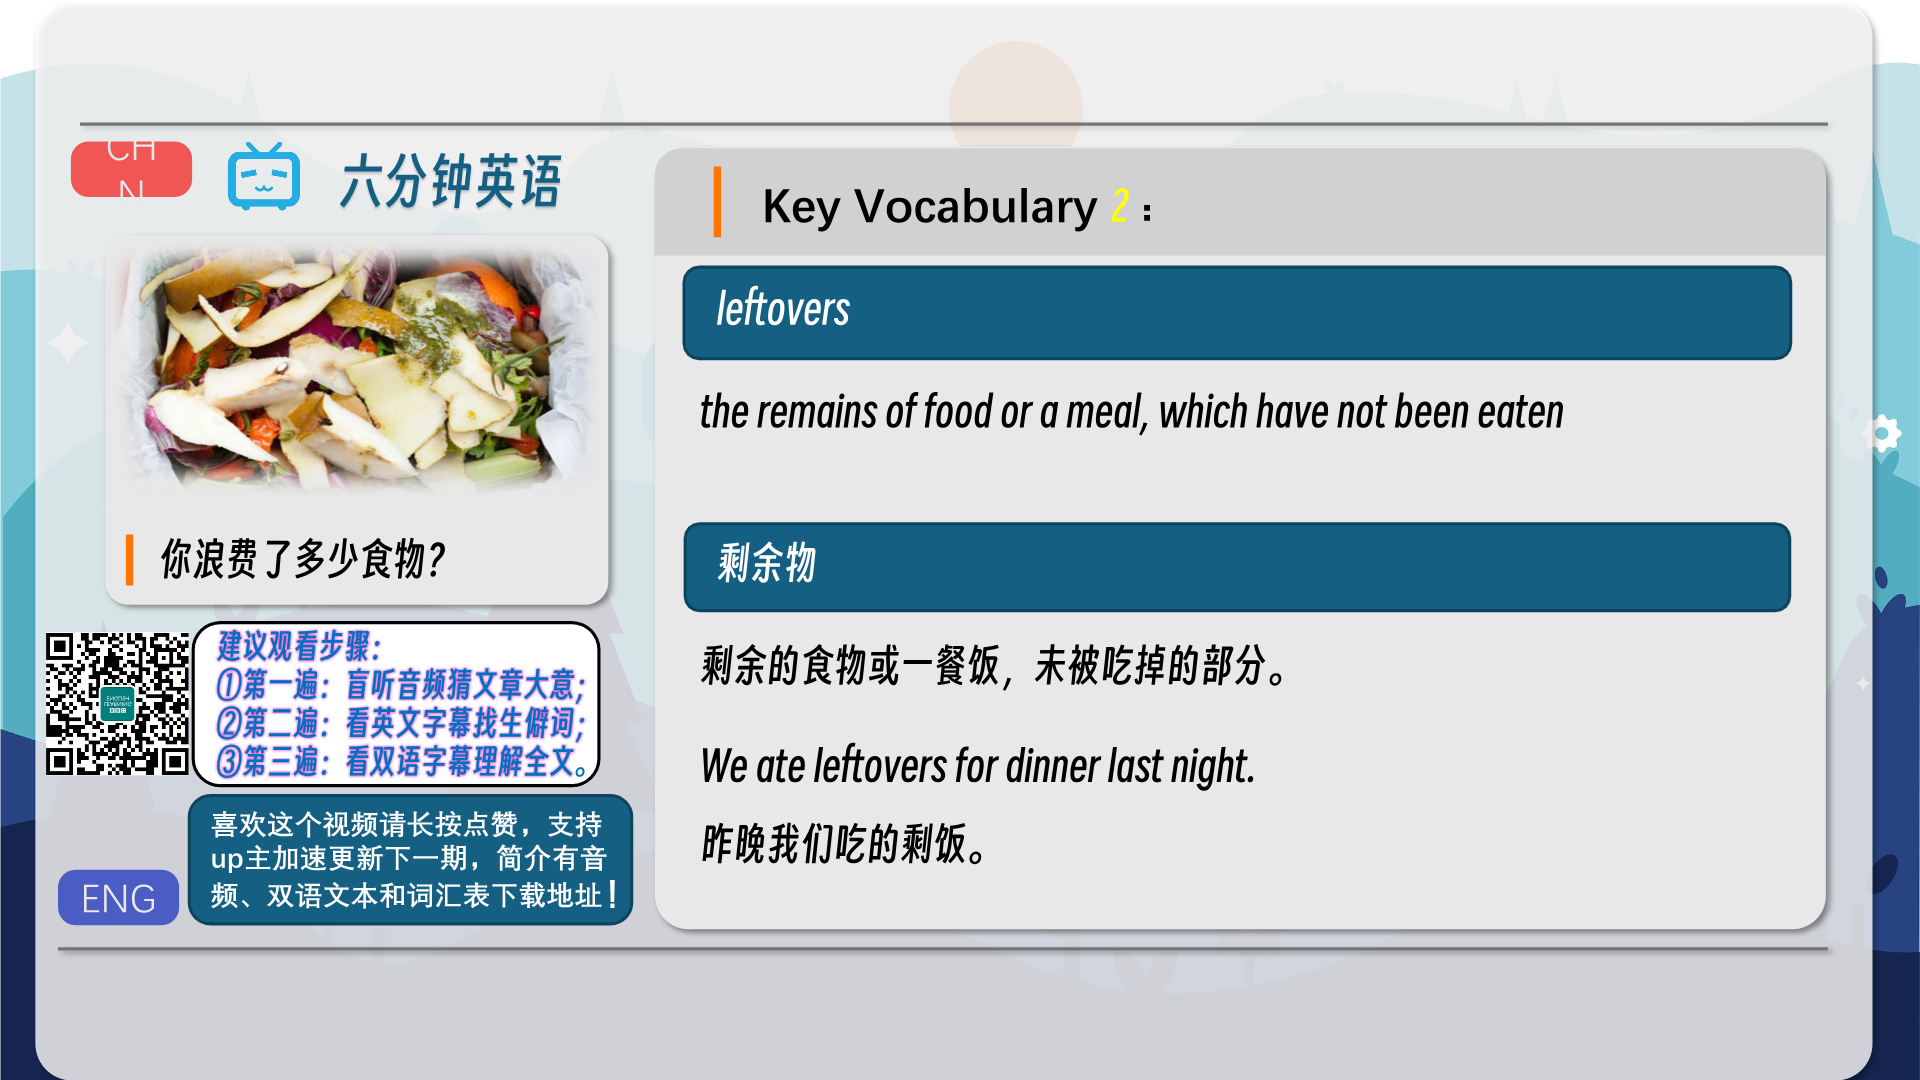 CH
N
六分钟英语
你浪费了多少食物?
建议观看步骤：
①第一遍：盲听音频猜文章大意；
②第二遍：看英文字幕找生僻词；
③第三遍：看双语字幕理解全文。
喜欢这个视频请长按点赞，支持
up主加速更新下一期，简介有音
频、双语文本和词汇表下载地址！
ENG
Key Vocabulary 2：
leftovers
the remains of food or a meal, which have not been eaten
剩余物
剩余的食物或一餐饭，未被吃掉的部分。
We ate leftovers for dinner last night.
昨晚我们吃的剩饭。